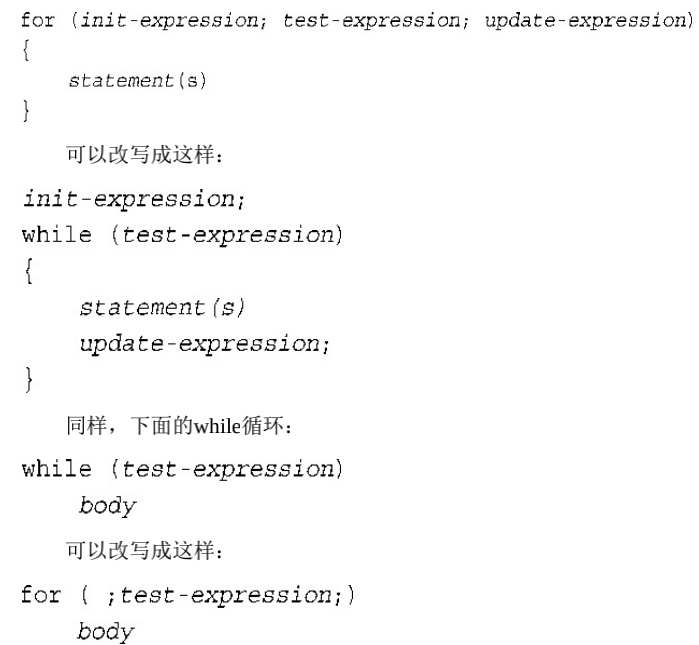 for (init-expression; test-expression; update-expression)
{
    statement(s)
}
可以改写成这样：
init-expression;
while (test-expression)
{
    statement(s)
    update-expression;
}
同样，下面的while循环：
while (test-expression)
    body
可以改写成这样：
for ( ;test-expression;)
    body